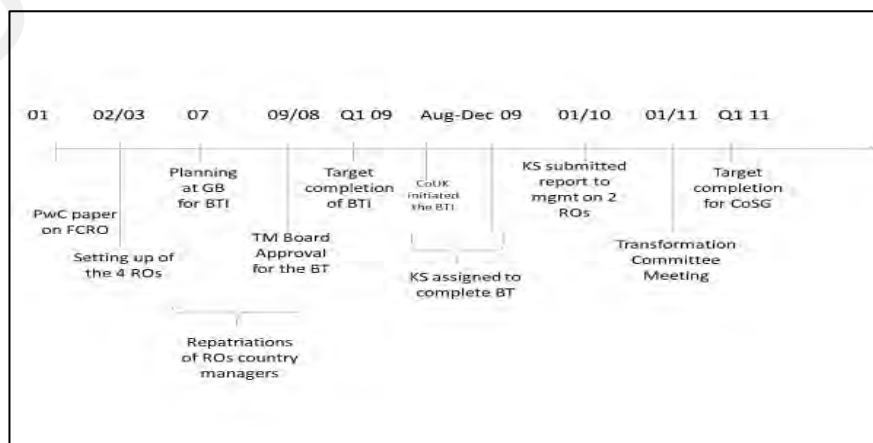 01 02/03 07 09/08 Q1 09 Aug-Dec 09 01/10 01/11 Q1 11
PwC paper
on FCRO
Setting up of
the 4 ROs
Planning
at GB
for BTI
TM Board
Approval
for the BT
Repatriations
of ROs country
managers
Target
completion
of BTI
CoUK
initiated
the BTI
KS assigned to
complete BT
KS submitted
report to
mgmt on 2
ROs
Transformation
Committee
Meeting
Target
completion
for CoSG